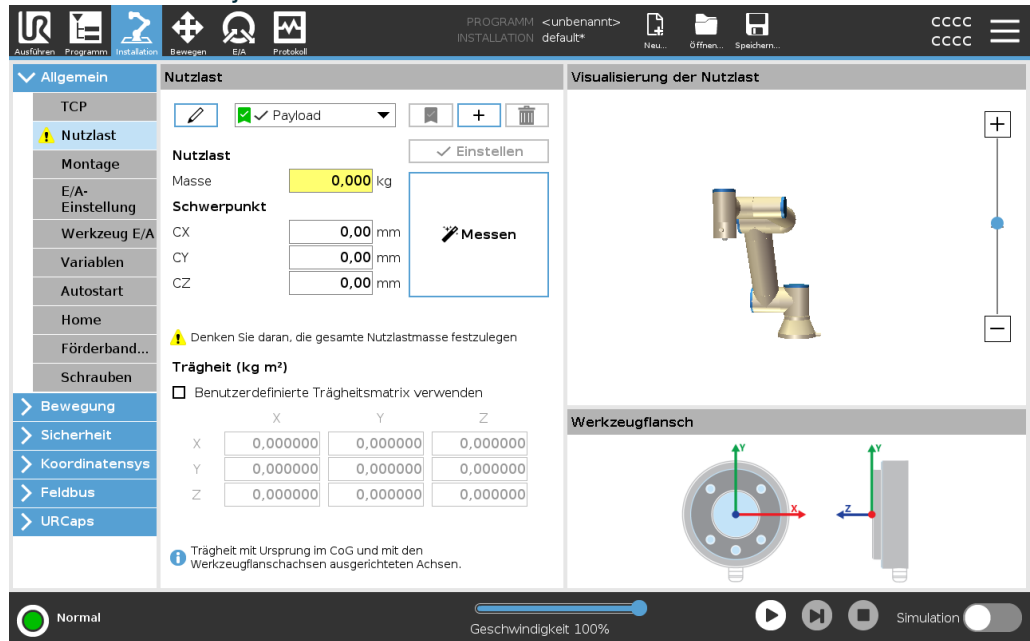 UR
PROGRAMM <unbenannt>
INSTALLATION default*
CCCC
CCCC
Ausführen Programm Installation Bewegen E/A Protokoll Neu... Öffnen... Speichern...
Allgemein
TCP
Nutzlast
Montage
E/A-
Einstellung
Werkzeug E/A
Variablen
Autostart
Home
Förderband...
Schrauben
Bewegung
Sicherheit
Koordinatensys
Feldbus
URCaps
Nutzlast
Payload
Einstellen
Nutzlast
Masse 0,000 kg
Schwerpunkt
CX 0,00 mm
CY 0,00 mm
CZ 0,00 mm
Messen
Denken Sie daran, die gesamte Nutzlastmasse festzulegen
Trägheit (kg m²)
Benutzerdefinierte Trägheitsmatrix verwenden
X Y Z
X 0,000000 0,000000 0,000000
Y 0,000000 0,000000 0,000000
Z 0,000000 0,000000 0,000000
Trägheit mit Ursprung im CoG und mit den
Werkzeugflanschachsen ausgerichteten Achsen.
Visualisierung der Nutzlast
Werkzeugflansch
Y Y
X Z
Normal
Geschwindigkeit 100%
Simulation